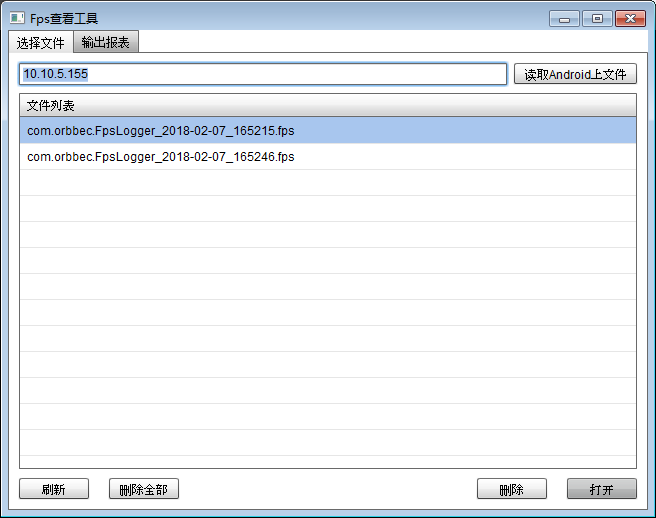 Fps查看工具
选择文件 输出报表
10.10.5.155 读取Android上文件
文件列表
com.orbbec.FpsLogger_2018-02-07_165215.fps
com.orbbec.FpsLogger_2018-02-07_165246.fps
刷新 删除全部 删除 打开